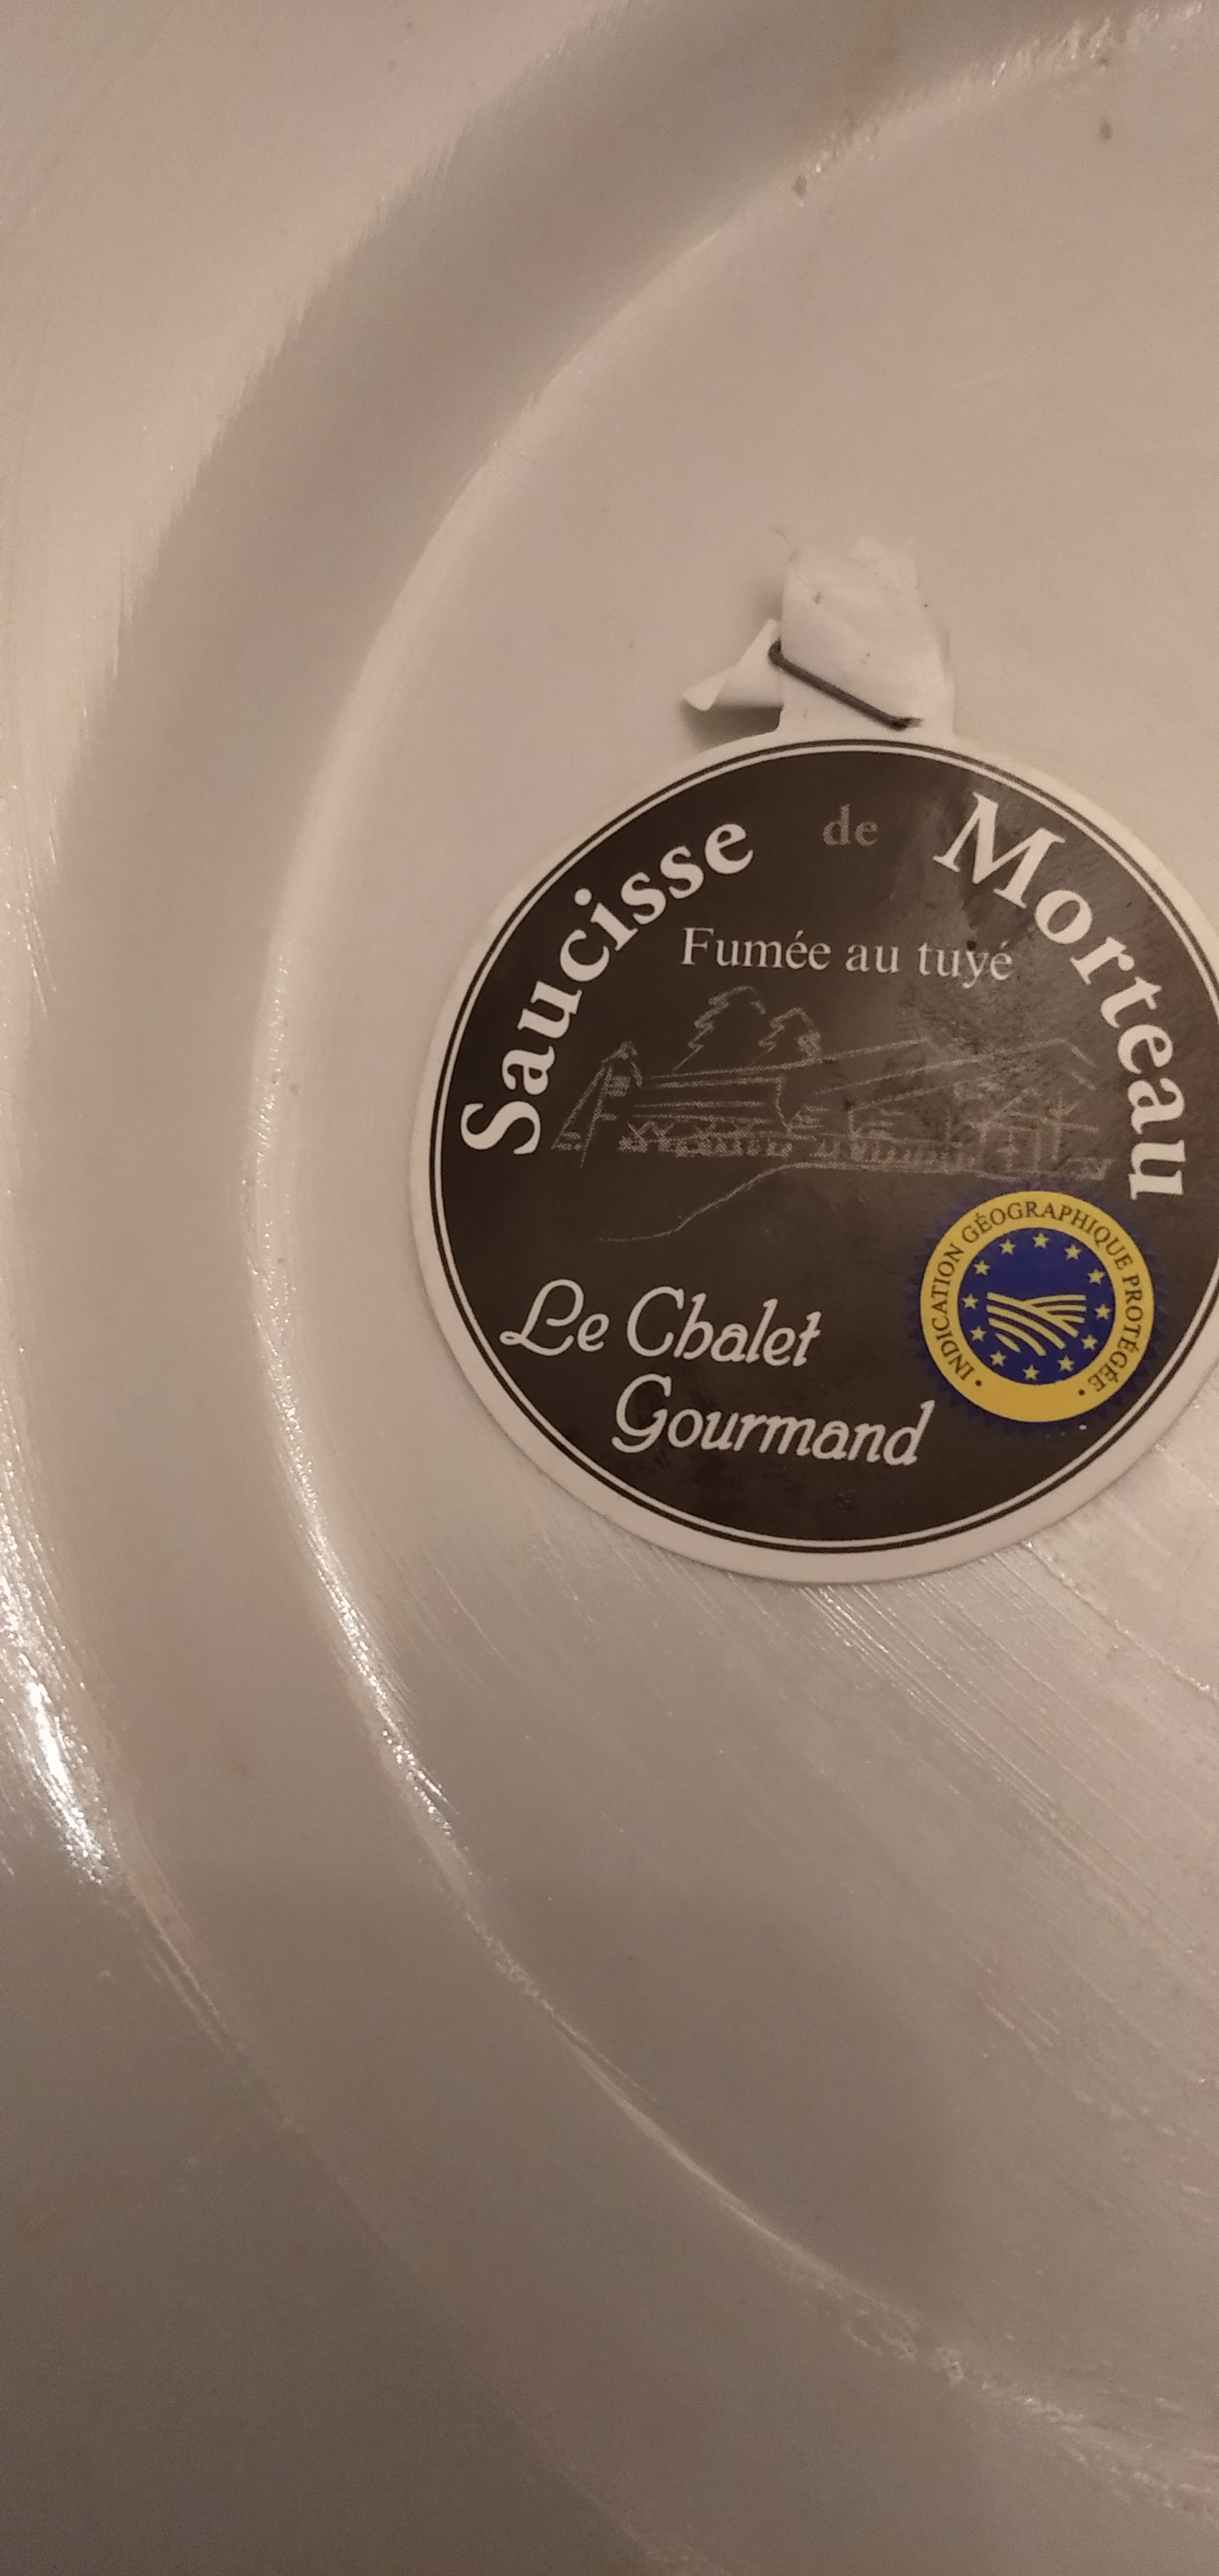 Saucisse de Morteau
Fumée au tuyé
Le Chalet
Gourmand
• INDICATION GÉOGRAPHIQUE PROTÉGÉE •